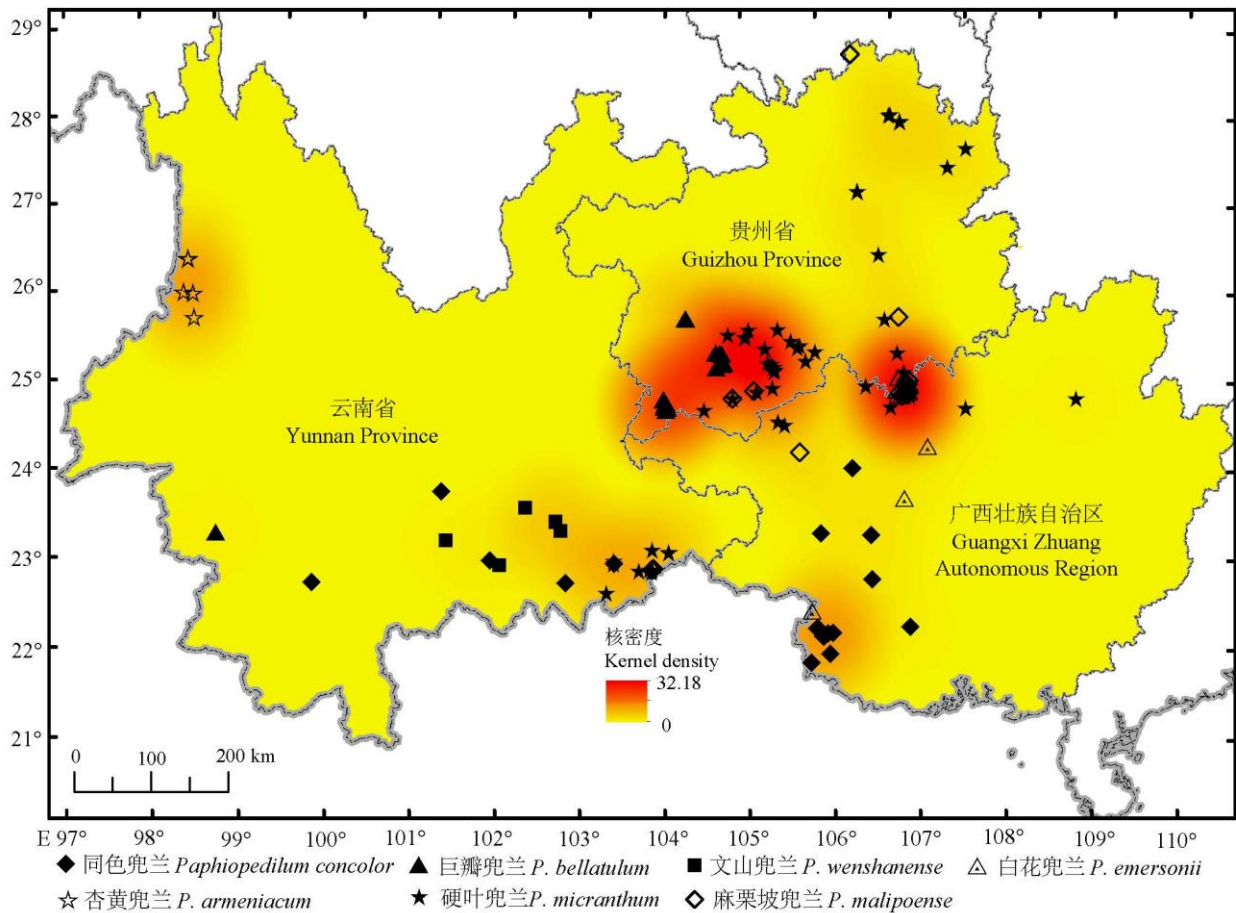 29°
28°
27°
26°
25°
24°
23°
22°
21°
贵州省
Guizhou Province
云南省
Yunnan Province
广西壮族自治区
Guangxi Zhuang
Autonomous Region
核密度
Kernel density
32.18
0
0 100 200 km
E 97° 98° 99° 100° 101° 102° 103° 104° 105° 106° 107° 108° 109° 110°
同色兜兰 Paphiopedilum concolor 巨瓣兜兰 P. bellatulum 文山兜兰 P. wenshanense 白花兜兰 P. emersonii
杏黄兜兰 P. armeniacum 硬叶兜兰 P. micranthum 麻栗坡兜兰 P. malipoense